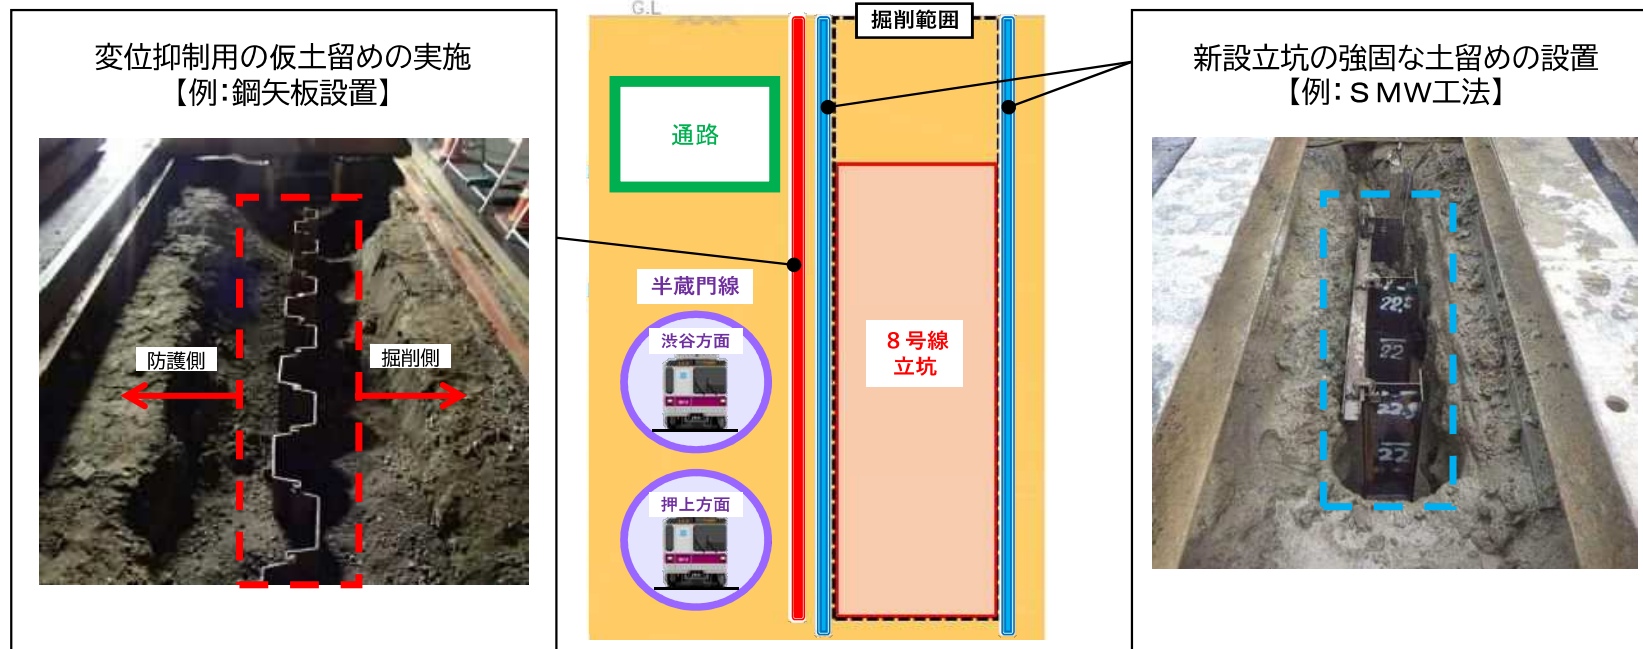 変位抑制用の仮土留めの実施
【例：鋼矢板設置】
防護側
掘削側
G.L
掘削範囲
通路
半蔵門線
渋谷方面
押上方面
８号線
立坑
新設立坑の強固な土留めの設置
【例：ＳＭＷ工法】
22.5
22
22.5
22